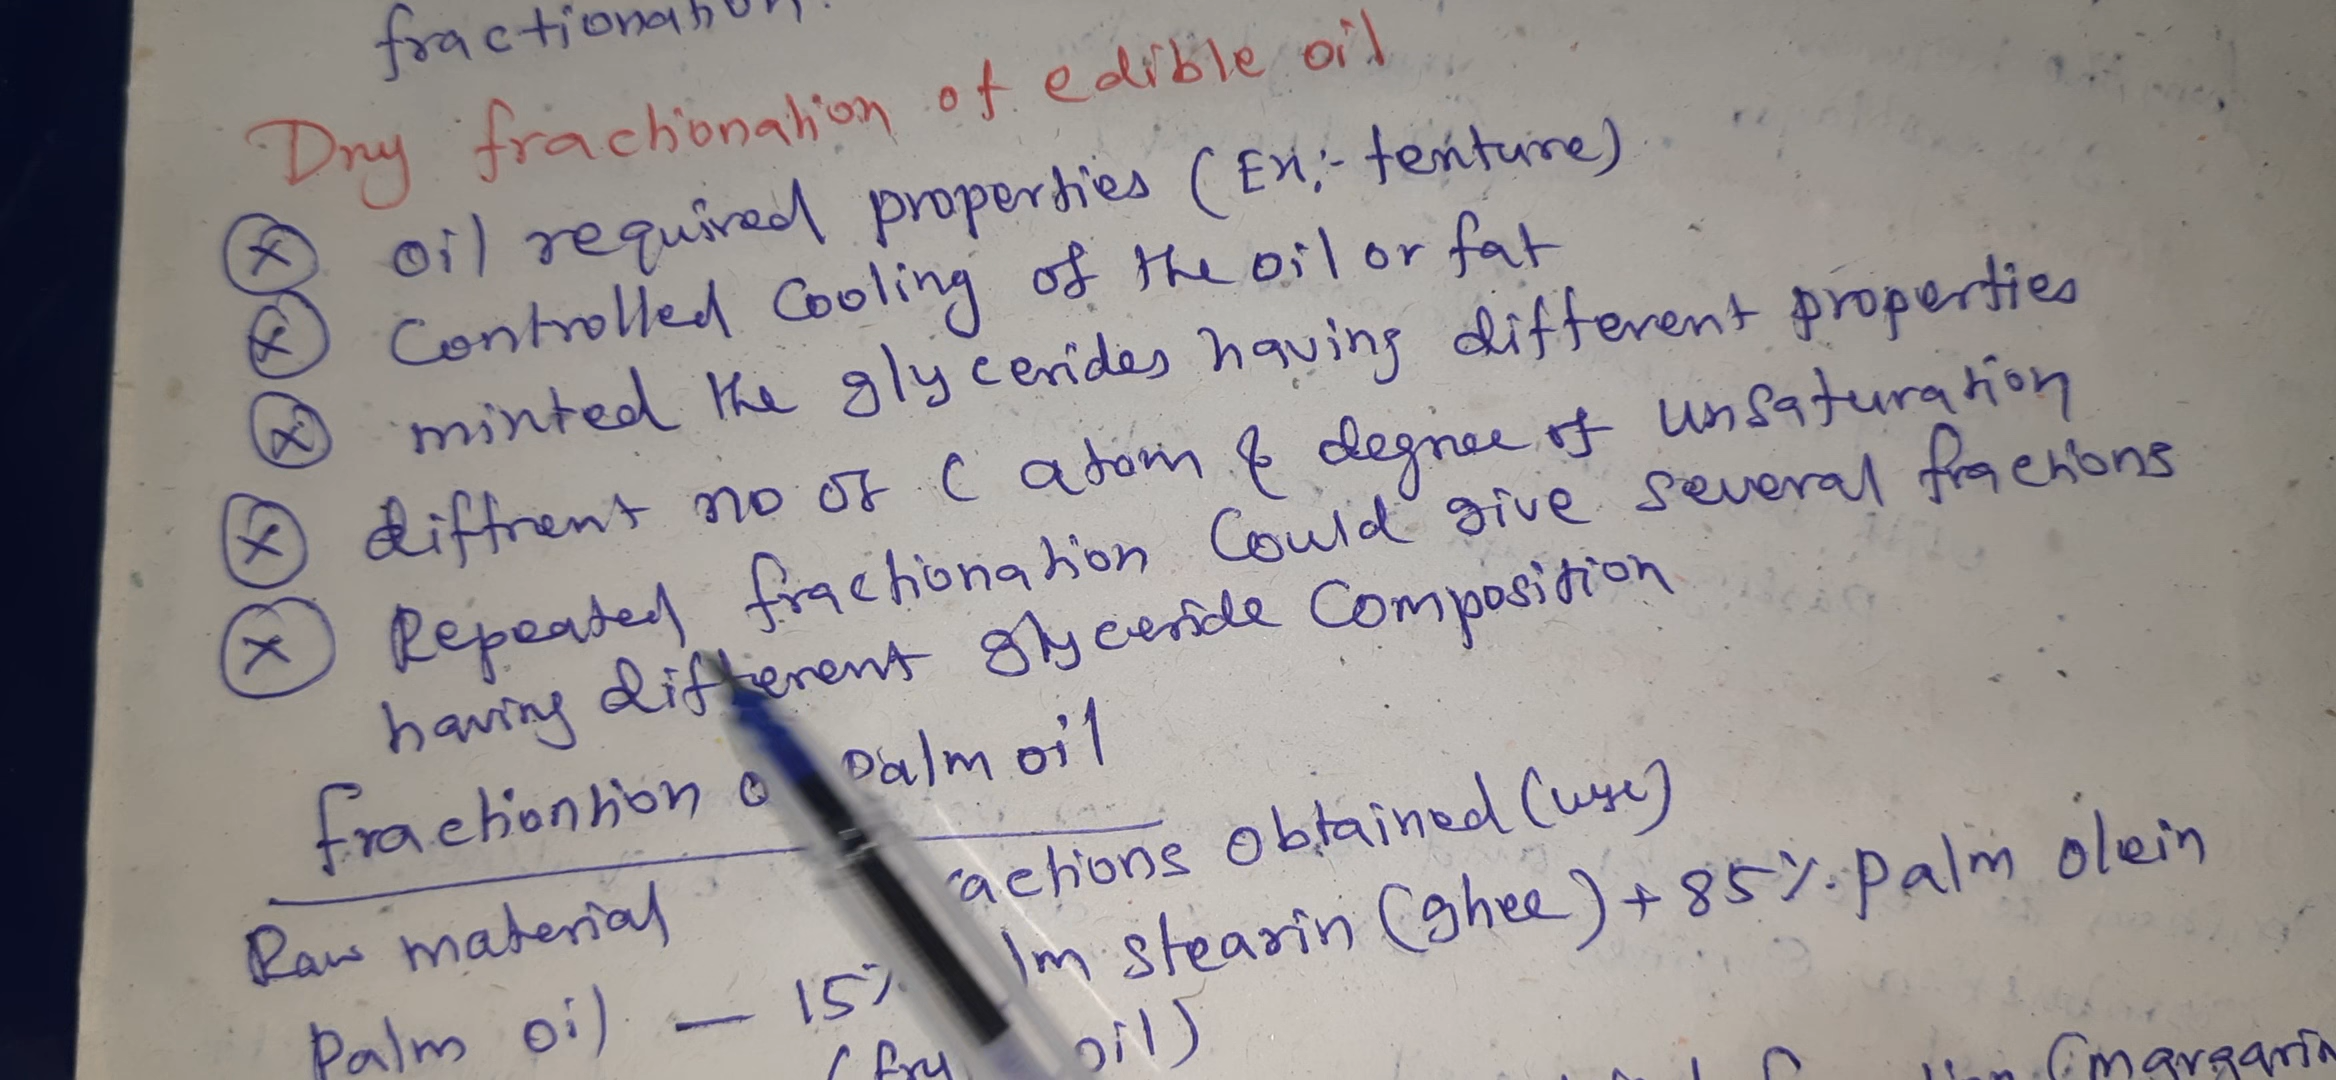 fractionation.
Dry fractionation of edible oil
oil required properties (Ex:- texture)
Controlled Cooling of the oil or fat
mixted the glycerides having different properties
diffrent no of C atom & degree of unsaturation
Repeated fractionation Could give several fractions
having different glyceride Composition
fractiontion palm oil
Raw material actions obtained (use)
Palm oil — 15% lm stearin (ghee) + 85% palm olein
oil)
(margarin